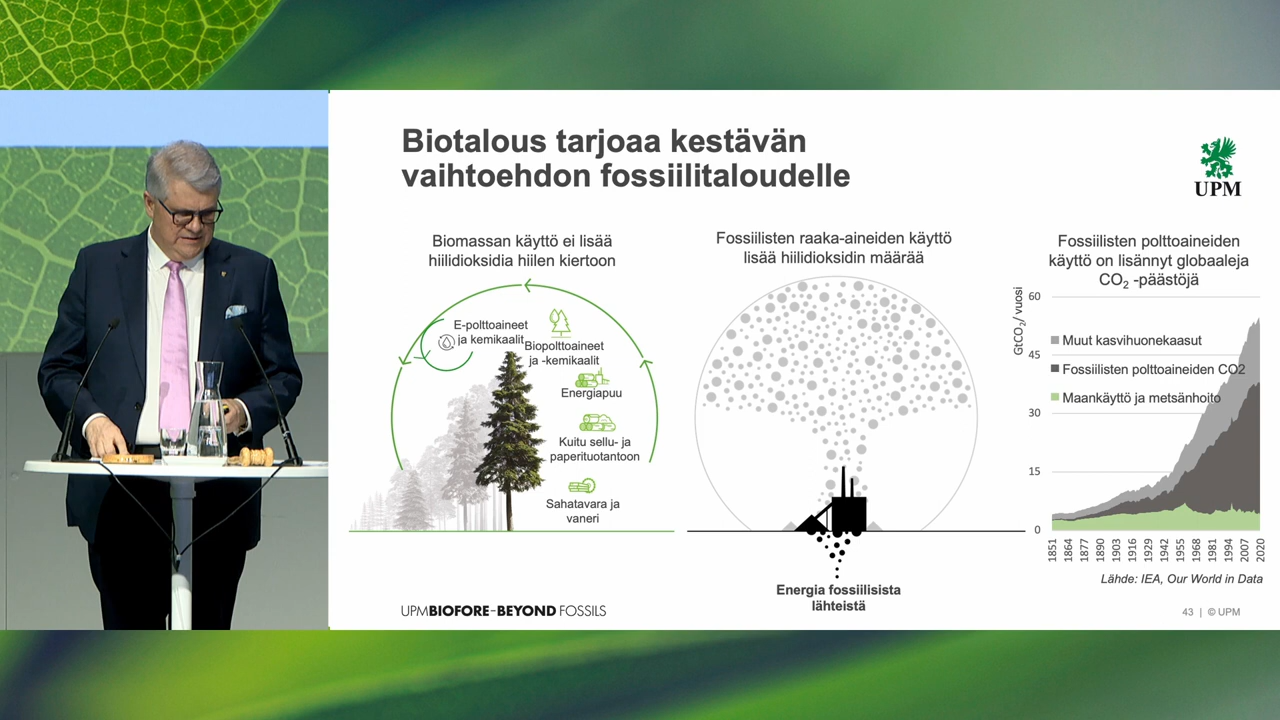 Biotalous tarjoaa kestävän
vaihtoehdon fossiilitaloudelle
UPM
Biomassan käyttö ei lisää
hiilidioksidia hiilen kiertoon
E-polttoaineet
ja kemikaalit
Biopolttoaineet
ja -kemikaalit
Energiapuu
Kuitu sellu- ja
paperituotantoon
Sahatavara ja
vaneri
Fossiilisten raaka-aineiden käyttö
lisää hiilidioksidin määrää
Energia fossiilisista
lähteistä
Fossiilisten polttoaineiden
käyttö on lisännyt globaaleja
CO₂ -päästöjä
GtCO₂/ vuosi
60
45
30
15
0
Muut kasvihuonekaasut
Fossiilisten polttoaineiden CO2
Maankäyttö ja metsänhoito
1851 1864 1877 1890 1903 1916 1929 1942 1955 1968 1981 1994 2007 2020
Lähde: IEA, Our World in Data
UPM BIOFORE–BEYOND FOSSILS
43 | © UPM